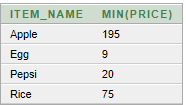 ITEM_NAME MIN(PRICE)
Apple 195
Egg 9
Pepsi 20
Rice 75